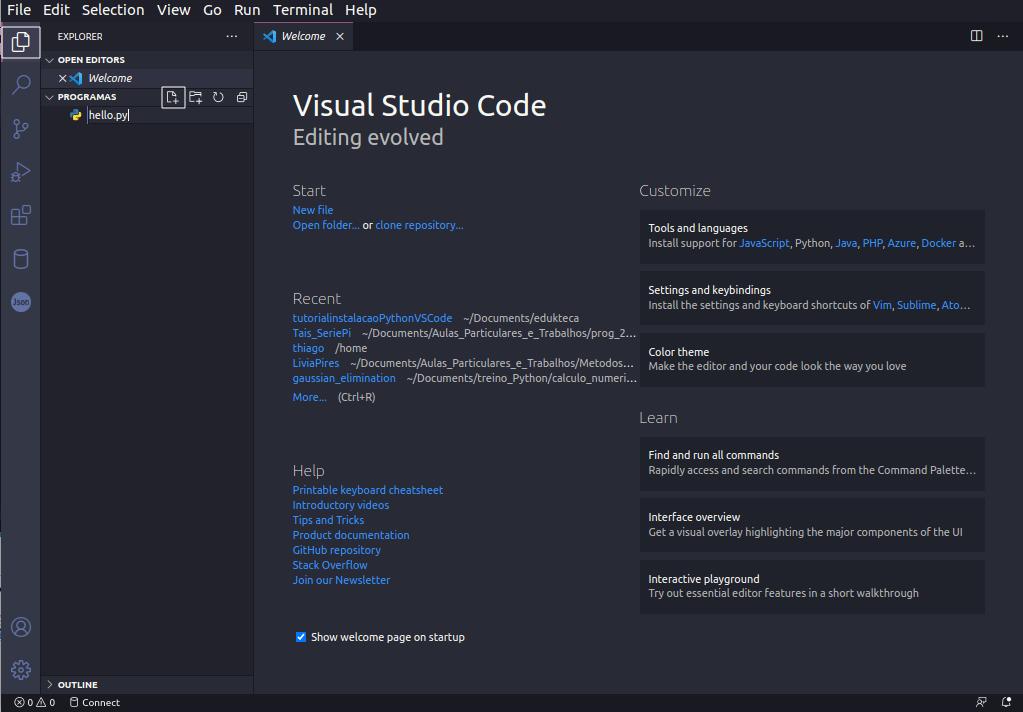 File Edit Selection View Go Run Terminal Help
EXPLORER
Welcome
OPEN EDITORS
Welcome
PROGRAMAS
hello.py
Visual Studio Code
Editing evolved
Start
New file
Open folder... or clone repository...
Recent
tutorialinstalacaoPythonVSCode ~/Documents/edukteca
Tais_SeriePi ~/Documents/Aulas_Particulares_e_Trabalhos/prog_2...
thiago /home
LiviaPires ~/Documents/Aulas_Particulares_e_Trabalhos/Metodos...
gaussian_elimination ~/Documents/treino_Python/calculo_numeri...
More... (Ctrl+R)
Help
Printable keyboard cheatsheet
Introductory videos
Tips and Tricks
Product documentation
GitHub repository
Stack Overflow
Join our Newsletter
Show welcome page on startup
Customize
Tools and languages
Install support for JavaScript, Python, Java, PHP, Azure, Docker a...
Settings and keybindings
Install the settings and keyboard shortcuts of Vim, Sublime, Ato...
Color theme
Make the editor and your code look the way you love
Learn
Find and run all commands
Rapidly access and search commands from the Command Palette...
Interface overview
Get a visual overlay highlighting the major components of the UI
Interactive playground
Try out essential editor features in a short walkthrough
Json
OUTLINE
0 0 Connect